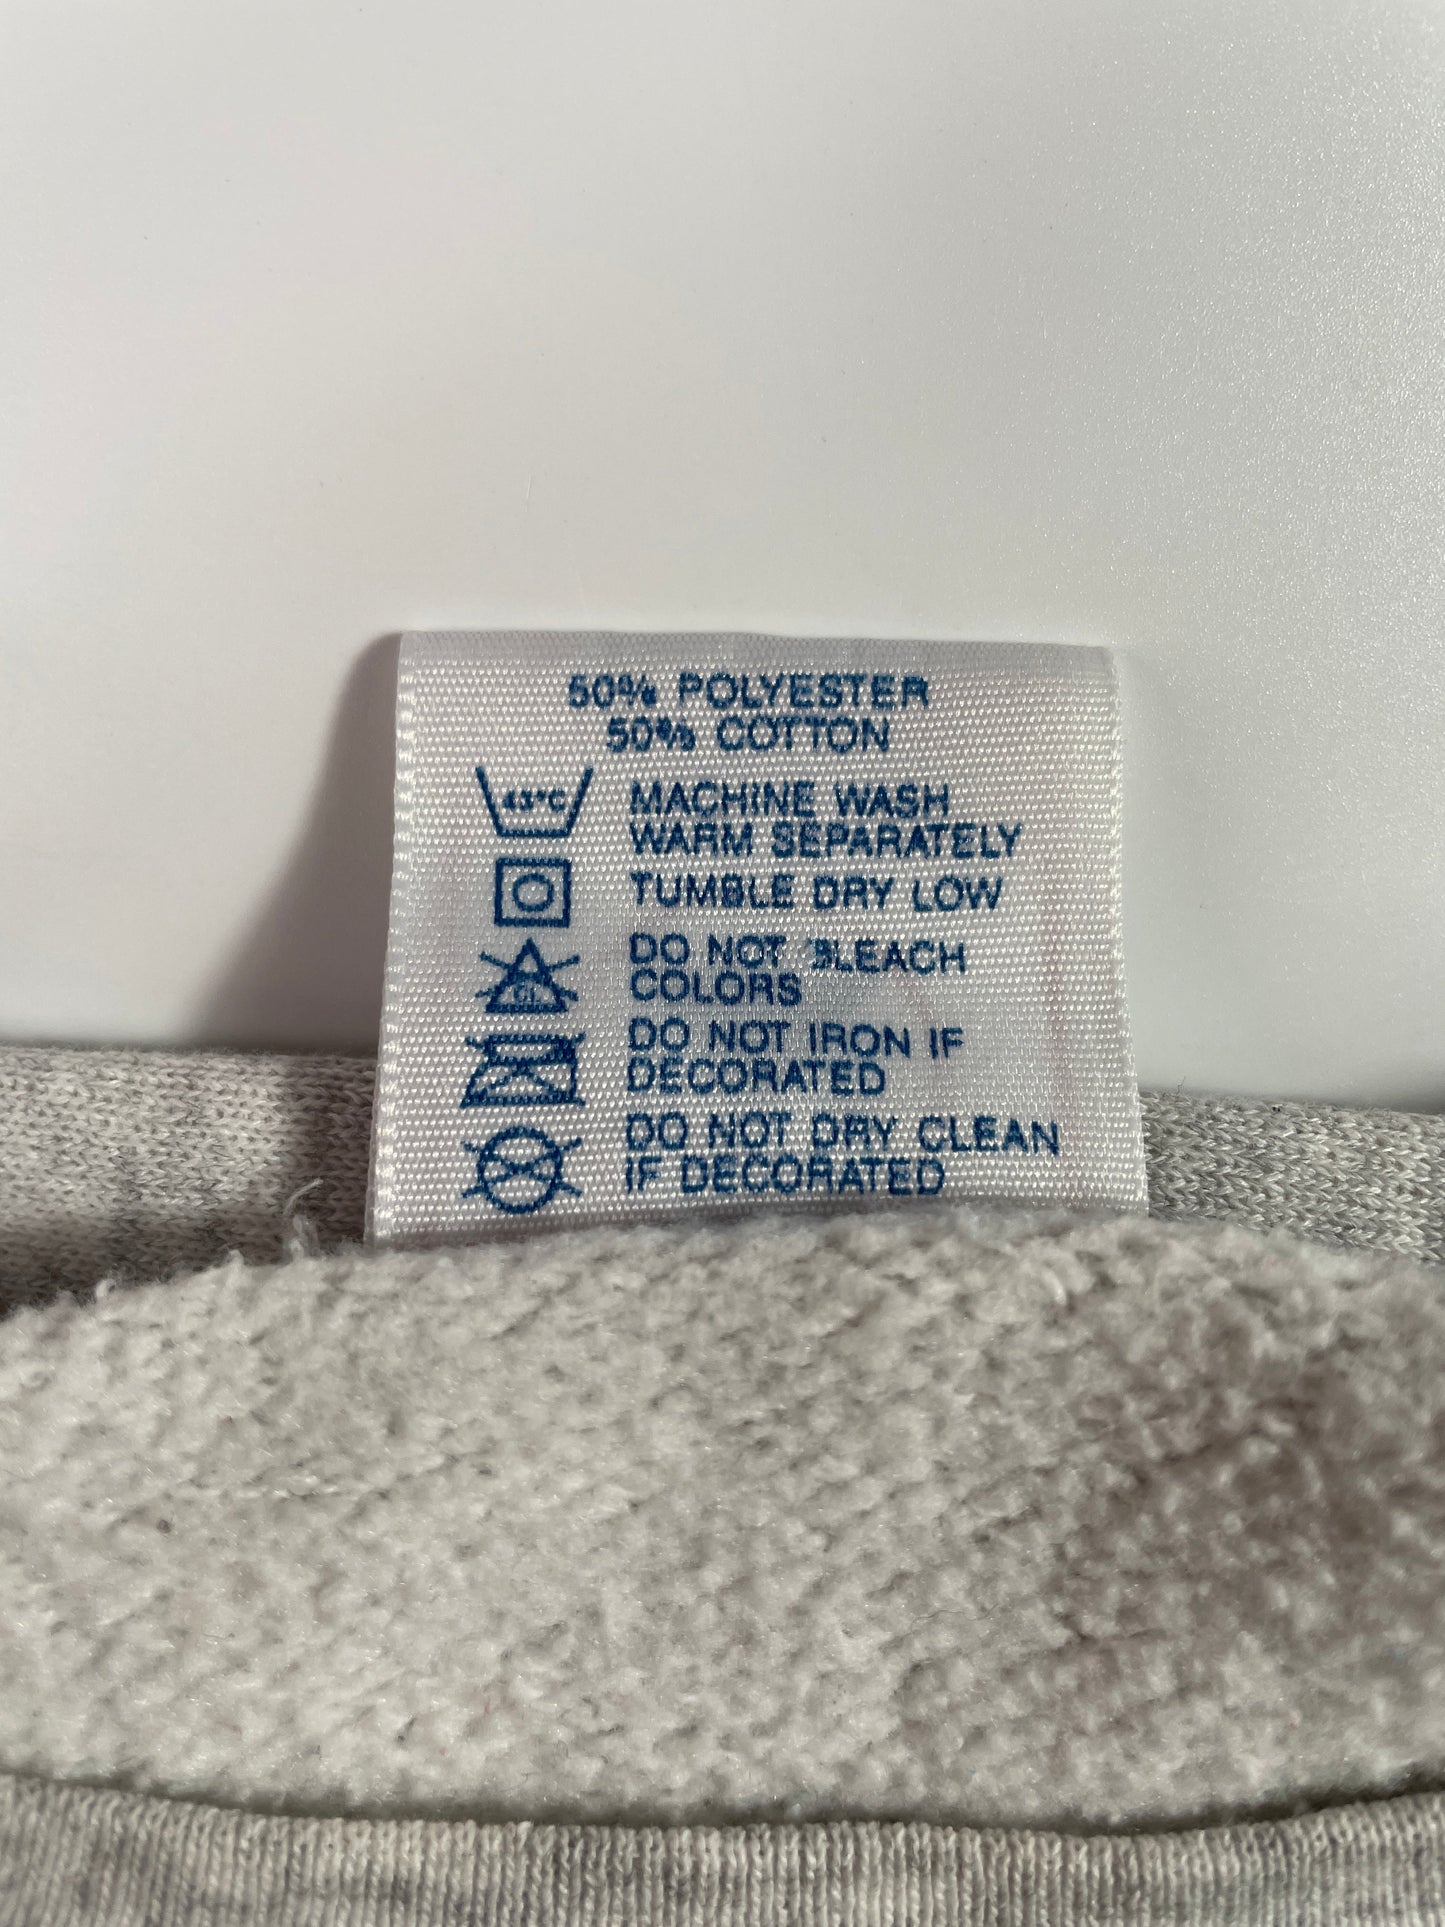 50% POLYESTER
50% COTTON
43°C
MACHINE WASH
WARM SEPARATELY
TUMBLE DRY LOW
DO NOT BLEACH
COLORS
CL
DO NOT IRON IF
DECORATED
DO NOT DRY CLEAN
IF DECORATED